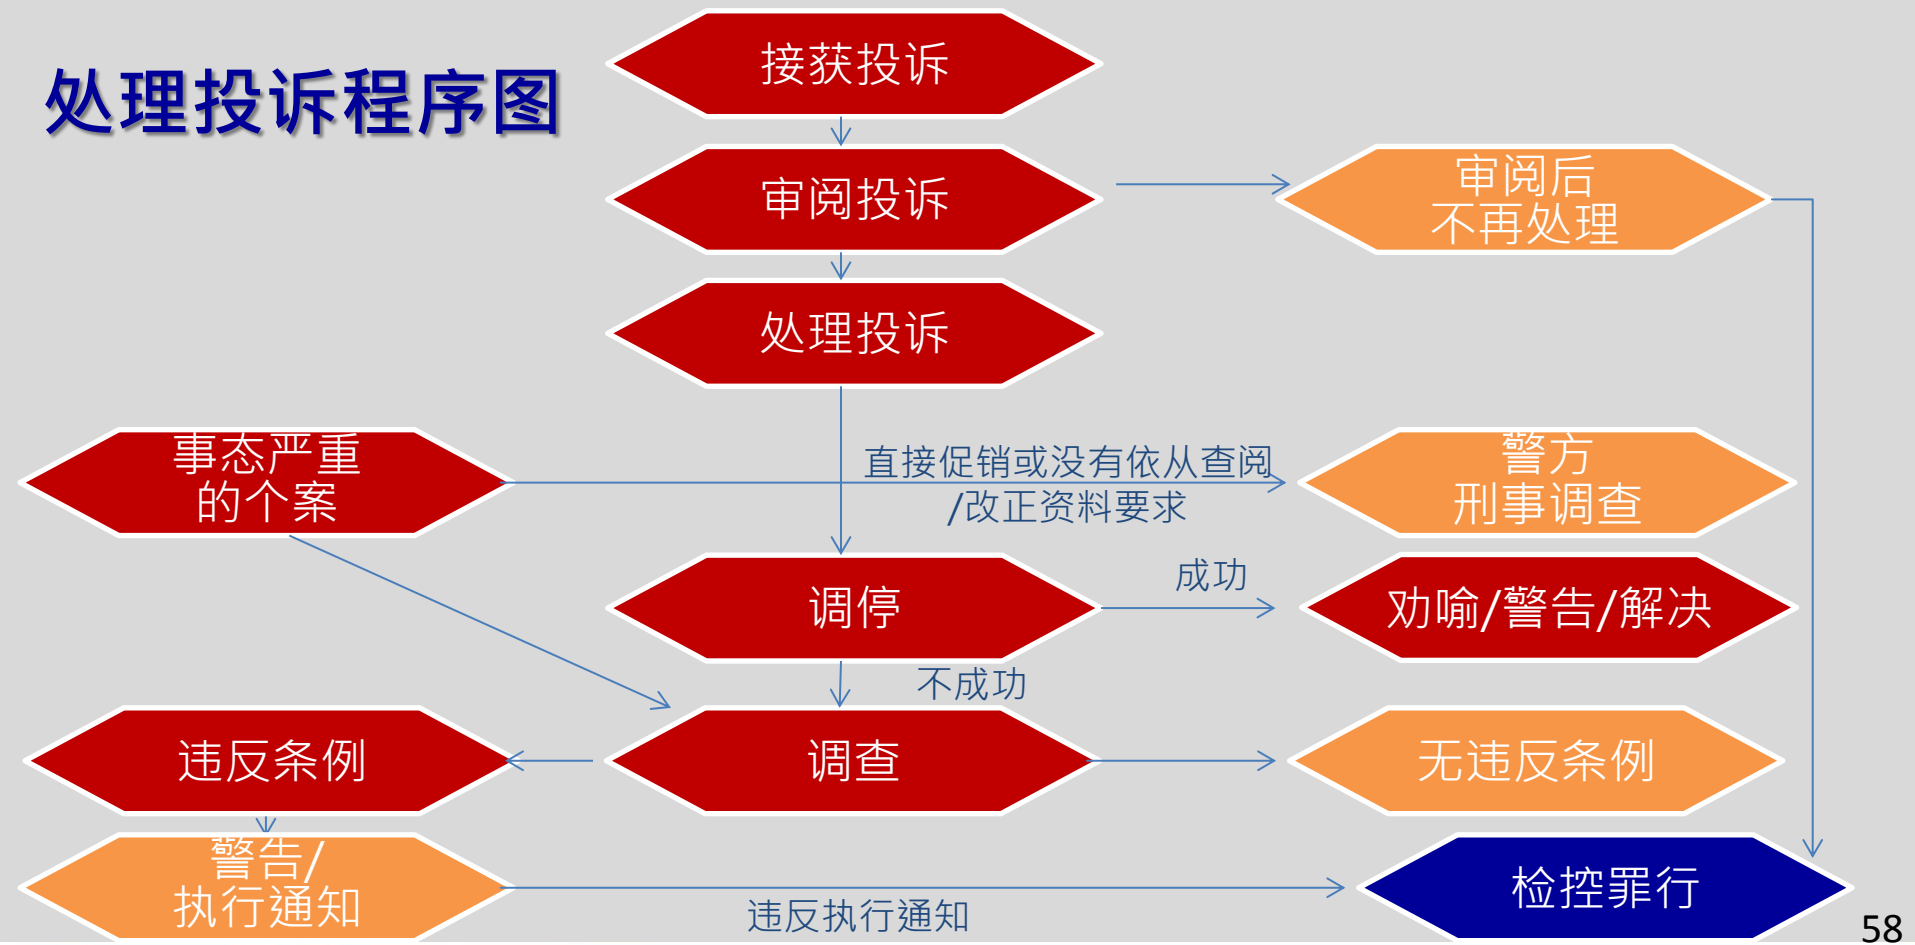 处理投诉程序图
接获投诉
审阅投诉
审阅后
不再处理
处理投诉
事态严重
的个案
直接促销或没有依从查阅
/改正资料要求
警方
刑事调查
调停
成功
劝喻/警告/解决
不成功
违反条例
调查
无违反条例
警告/
执行通知
违反执行通知
检控罪行
58